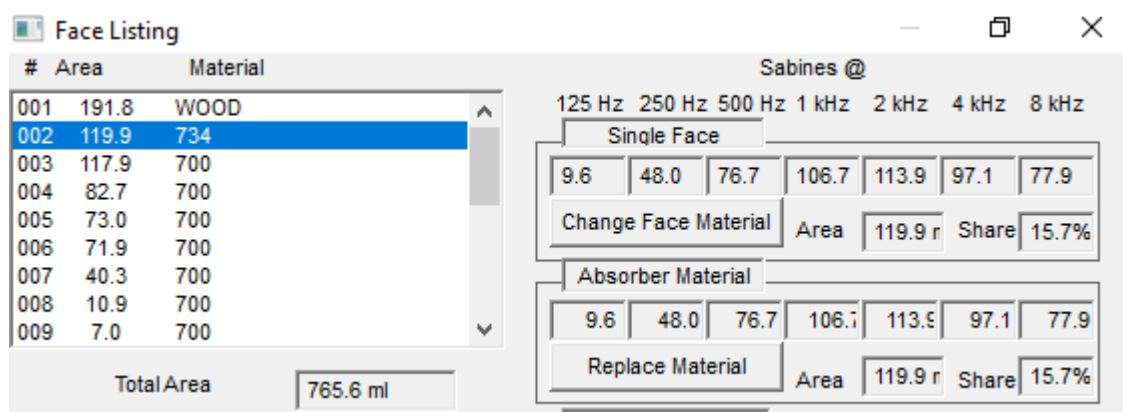 Face Listing
# Area Material Sabines @
125 Hz 250 Hz 500 Hz 1 kHz 2 kHz 4 kHz 8 kHz
001 191.8 WOOD
002 119.9 734
003 117.9 700
004 82.7 700
005 73.0 700
006 71.9 700
007 40.3 700
008 10.9 700
009 7.0 700
Total Area 765.6 ml
Single Face
9.6 48.0 76.7 106.7 113.9 97.1 77.9
Change Face Material Area 119.9 Share 15.7%
Absorber Material
9.6 48.0 76.7 106.7 113.9 97.1 77.9
Replace Material Area 119.9 Share 15.7%